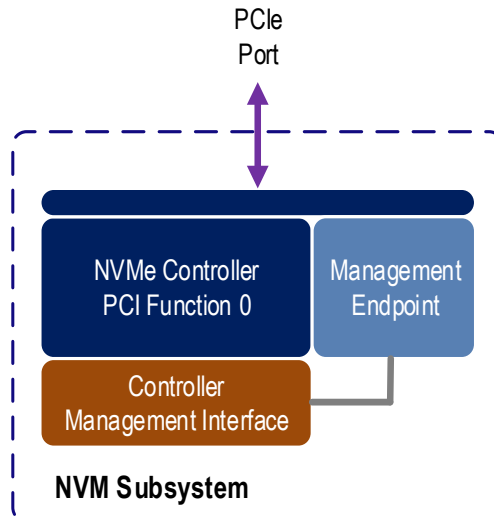 PCIe
Port
NVMe Controller
PCI Function 0
Management
Endpoint
Controller
Management Interface
NVM Subsystem